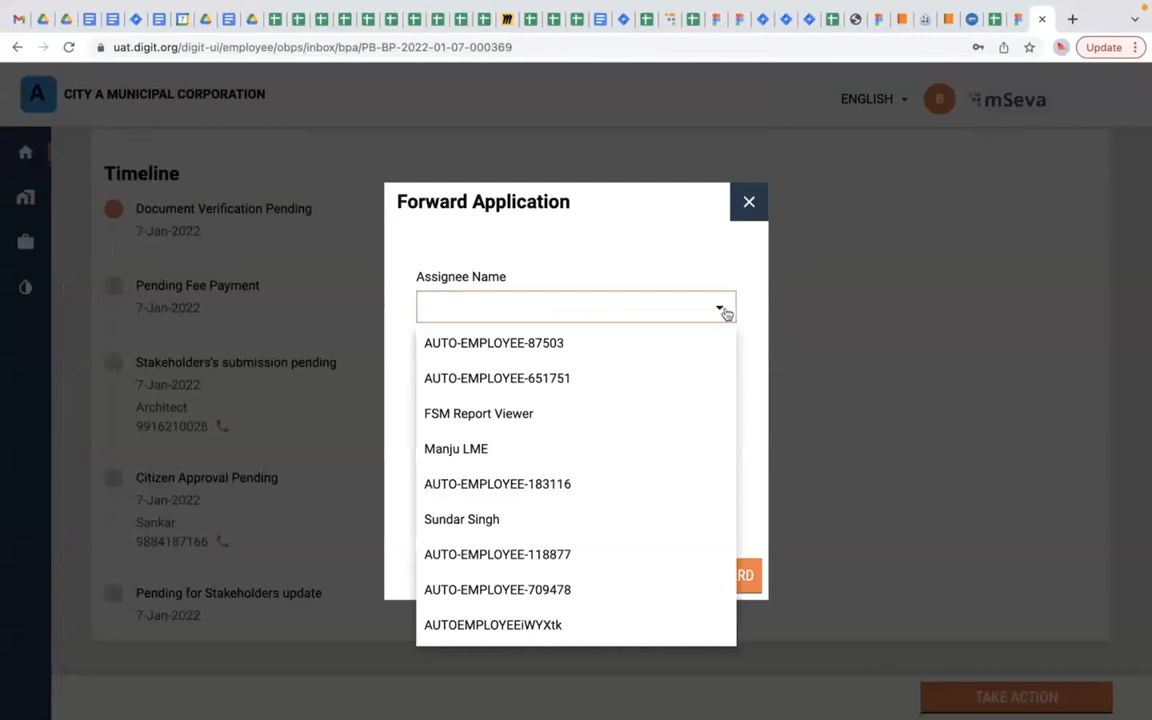 uat.digit.org/digit-ui/employee/obps/inbox/bpa/PB-BP-2022-01-07-000369
Update
A
CITY A MUNICIPAL CORPORATION
ENGLISH
B
mSeva
Timeline
Document Verification Pending
7-Jan-2022
Pending Fee Payment
7-Jan-2022
Stakeholders's submission pending
7-Jan-2022
Architect
9916210028
Citizen Approval Pending
7-Jan-2022
Sankar
9884187166
Pending for Stakeholders update
7-Jan-2022
Forward Application
Assignee Name
AUTO-EMPLOYEE-87503
AUTO-EMPLOYEE-651751
FSM Report Viewer
Manju LME
AUTO-EMPLOYEE-183116
Sundar Singh
AUTO-EMPLOYEE-118877
AUTO-EMPLOYEE-709478
AUTOEMPLOYEEiWYXtk
RD
TAKE ACTION